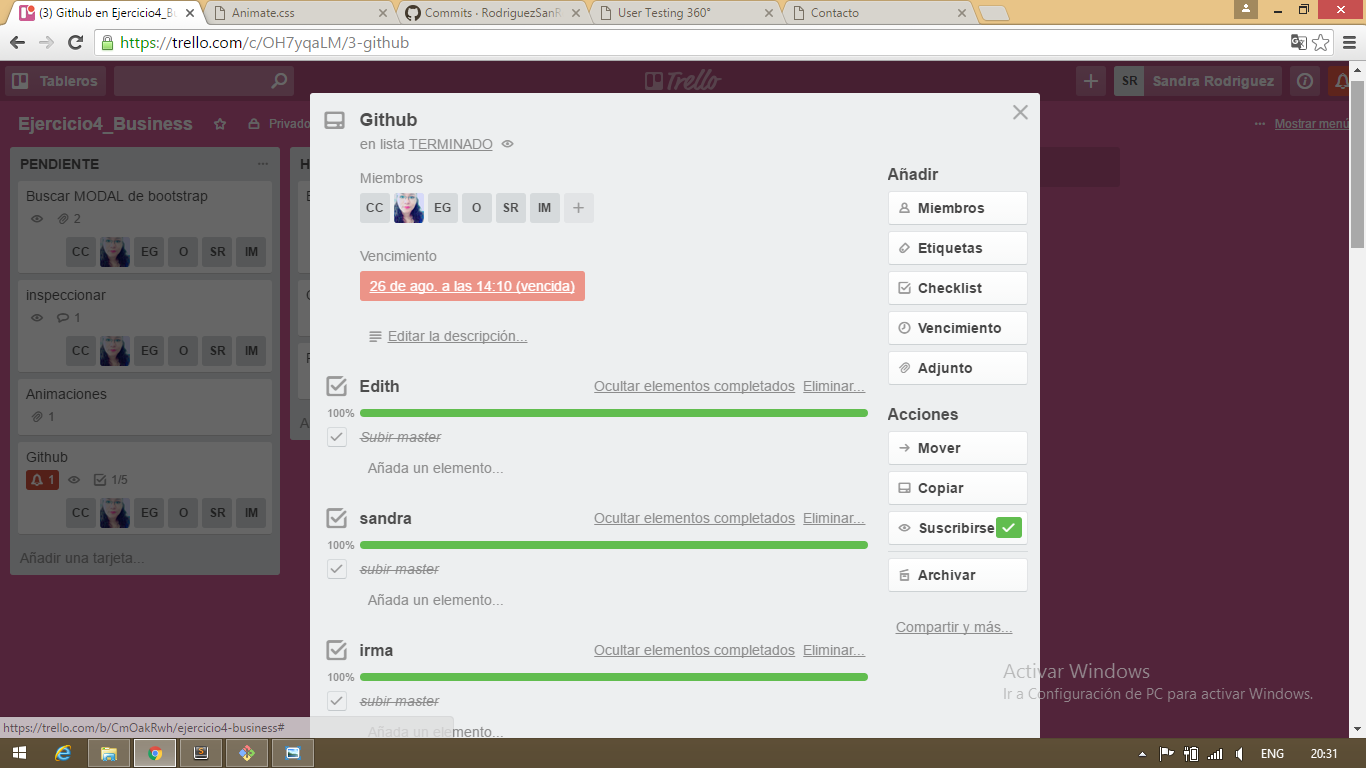 (3) Github en Ejercicio4_Bu
Animate.css
Commits - RodriguezSanR
User Testing 360°
Contacto
https://trello.com/c/OH7yqaLM/3-github
Tableros
Trello
SR
Sandra Rodriguez
Ejercicio4_Business
Privado
Mostrar menú
PENDIENTE
Buscar MODAL de bootstrap
2
CC EG O SR IM
inspeccionar
1
CC EG O SR IM
Animaciones
1
Github
1 1/5
CC EG O SR IM
Añadir una tarjeta...
Github
en lista TERMINADO
Miembros
CC EG O SR IM +
Vencimiento
26 de ago. a las 14:10 (vencida)
Editar la descripción...
Edith
Ocultar elementos completados Eliminar...
100%
Subir master
Añada un elemento...
sandra
Ocultar elementos completados Eliminar...
100%
subir master
Añada un elemento...
irma
Ocultar elementos completados Eliminar...
100%
subir master
Añada un elemento...
Añadir
Miembros
Etiquetas
Checklist
Vencimiento
Adjunto
Acciones
Mover
Copiar
Suscribirse
Archivar
Compartir y más...
Activar Windows
Ir a Configuración de PC para activar Windows.
https://trello.com/b/CmOakRwh/ejercicio4-business#
ENG
20:31